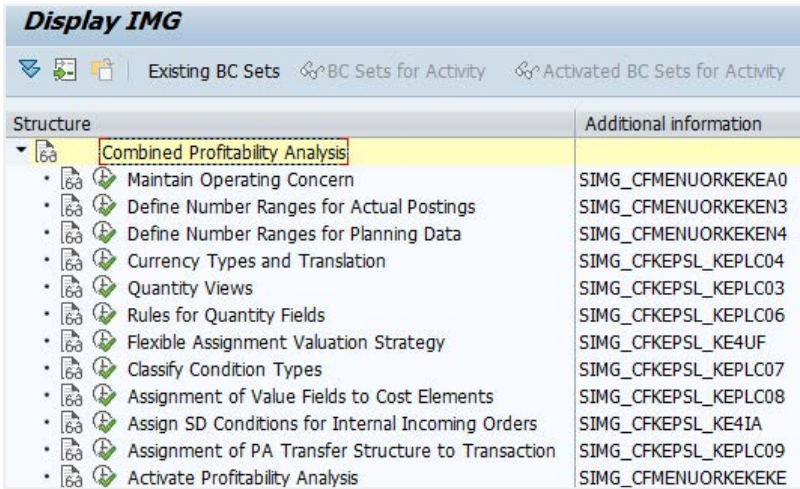 Display IMG
Existing BC Sets BC Sets for Activity Activated BC Sets for Activity
Structure Additional information
Combined Profitability Analysis
Maintain Operating Concern SIMG_CFMENUORKEKEA0
Define Number Ranges for Actual Postings SIMG_CFMENUORKEKEN3
Define Number Ranges for Planning Data SIMG_CFMENUORKEKEN4
Currency Types and Translation SIMG_CFKEPSL_KEPLC04
Quantity Views SIMG_CFKEPSL_KEPLC03
Rules for Quantity Fields SIMG_CFKEPSL_KEPLC06
Flexible Assignment Valuation Strategy SIMG_CFKEPSL_KE4UF
Classify Condition Types SIMG_CFKEPSL_KEPLC07
Assignment of Value Fields to Cost Elements SIMG_CFKEPSL_KEPLC08
Assign SD Conditions for Internal Incoming Orders SIMG_CFKEPSL_KE4IA
Assignment of PA Transfer Structure to Transaction SIMG_CFKEPSL_KEPLC09
Activate Profitability Analysis SIMG_CFMENUORKEKEKE